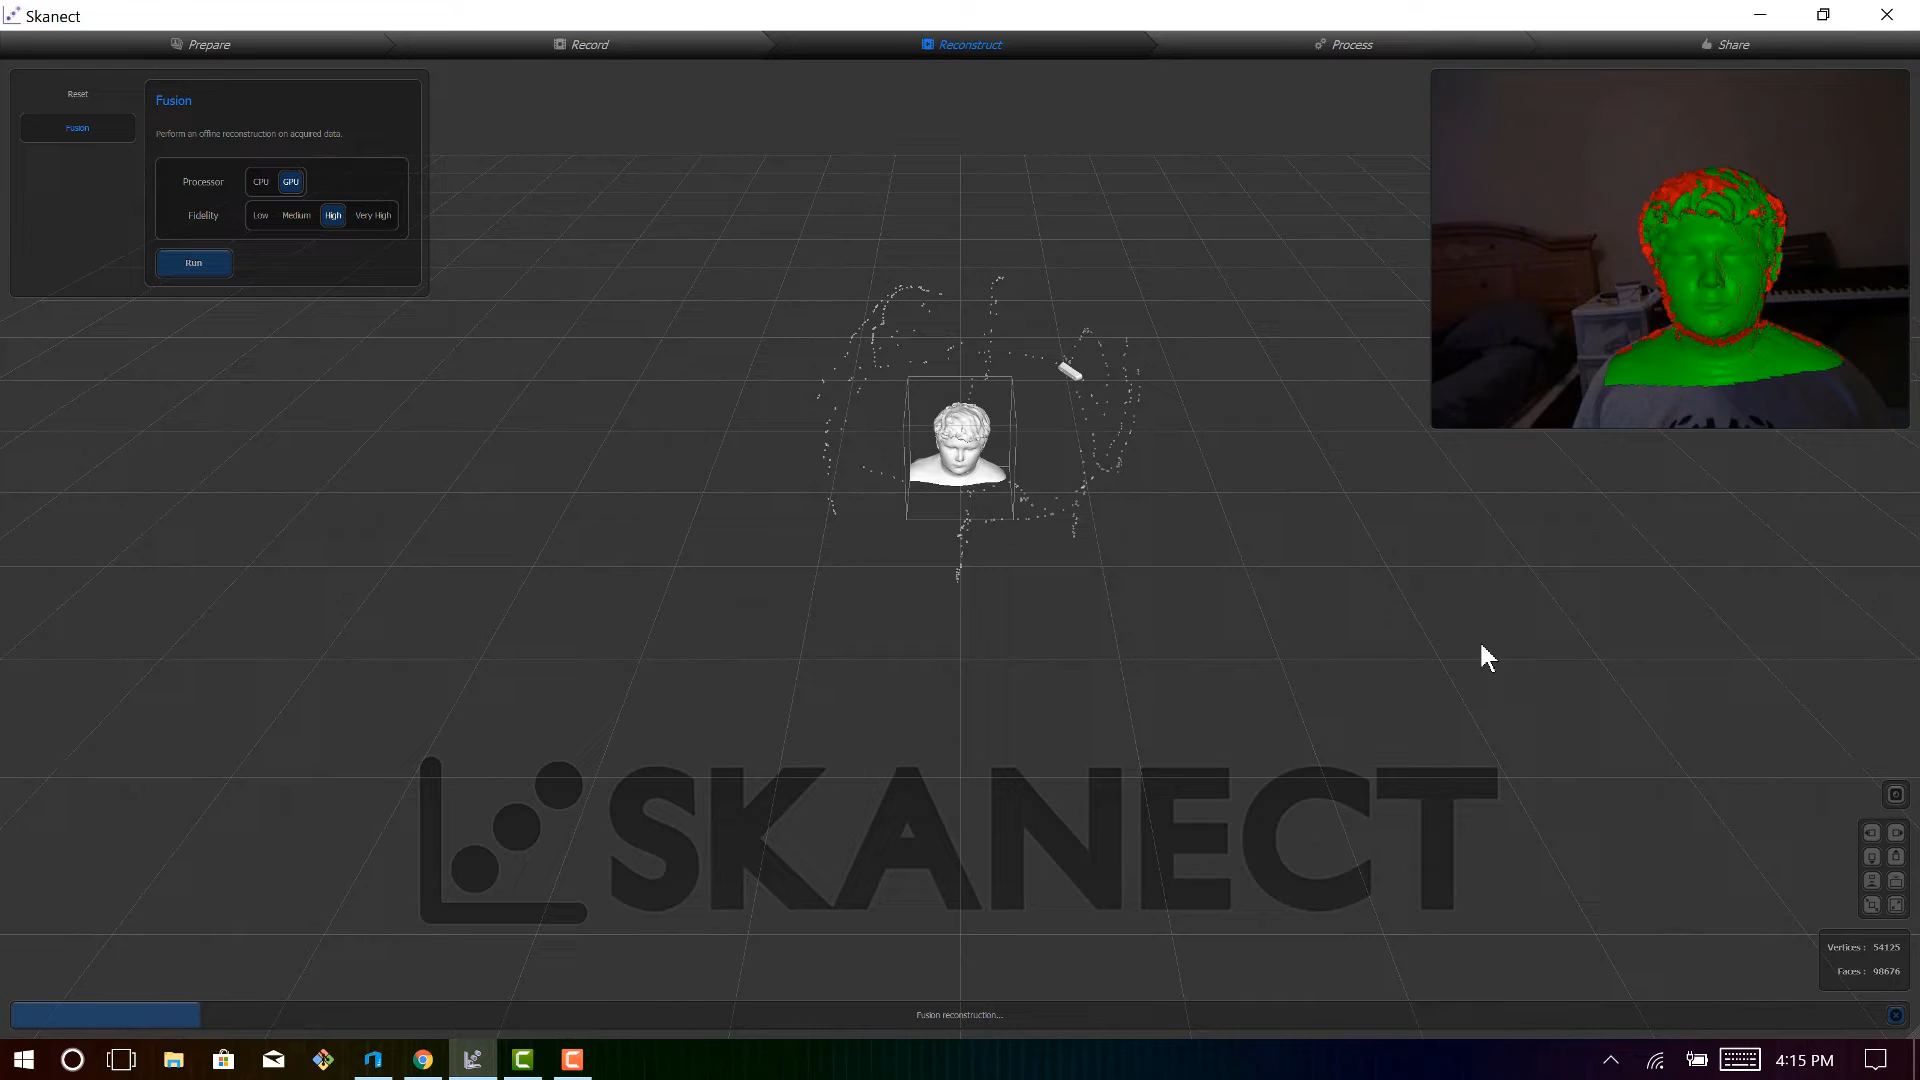 Skanect
Prepare
Record
Reconstruct
Process
Share
Reset
Fusion
Fusion
Perform an offline reconstruction on acquired data.
Processor CPU GPU
Fidelity Low Medium High Very High
Run
SKANECT
Vertices : 54125
Faces : 98676
Fusion reconstruction...
4:15 PM